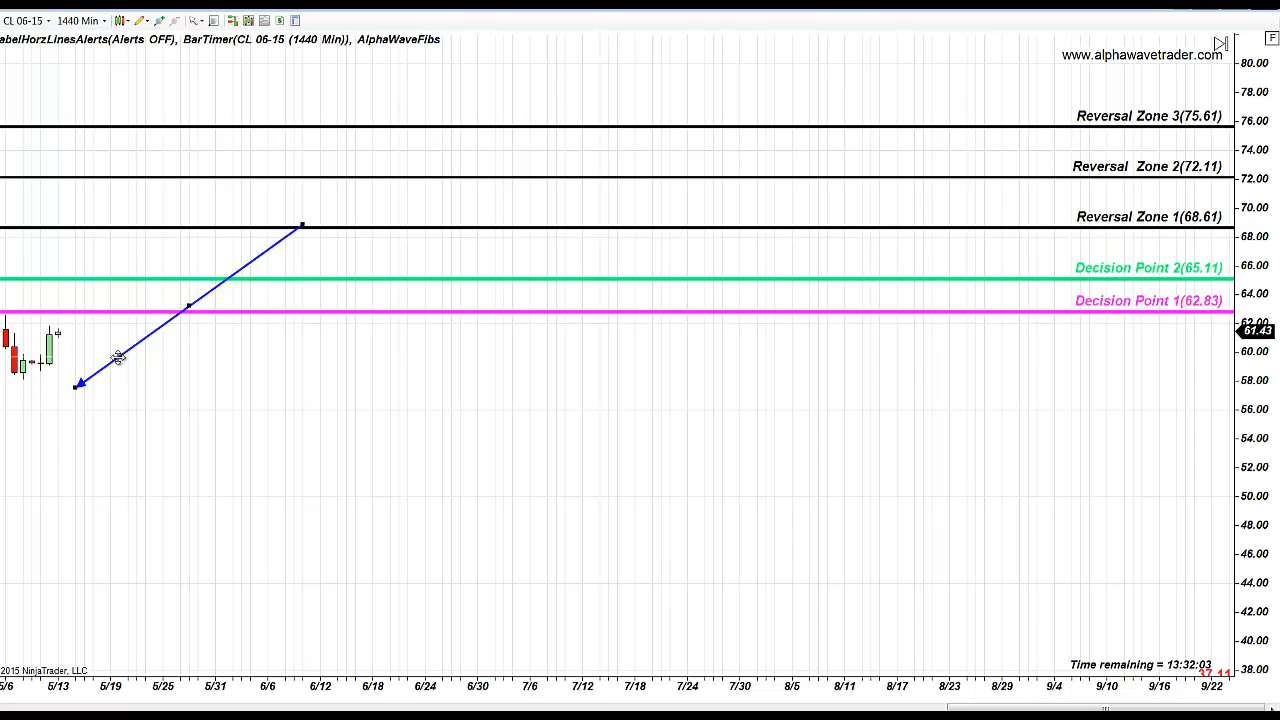 CL 06-15 1440 Min
abelHorzLinesAlerts(Alerts OFF), BarTimer(CL 06-15 (1440 Min)), AlphaWaveFibs
F
www.alphawavetrader.com
80.00
78.00
Reversal Zone 3(75.61)
76.00
74.00
Reversal Zone 2(72.11)
72.00
70.00
Reversal Zone 1(68.61)
68.00
Decision Point 2(65.11)
66.00
Decision Point 1(62.83)
64.00
62.00
61.43
60.00
58.00
56.00
54.00
52.00
50.00
48.00
46.00
44.00
42.00
40.00
Time remaining = 13:32:03
2015 NinjaTrader, LLC
38.00
37.11
5/6 5/13 5/19 5/25 5/31 6/6 6/12 6/18 6/24 6/30 7/6 7/12 7/18 7/24 7/30 8/5 8/11 8/17 8/23 8/29 9/4 9/10 9/16 9/22